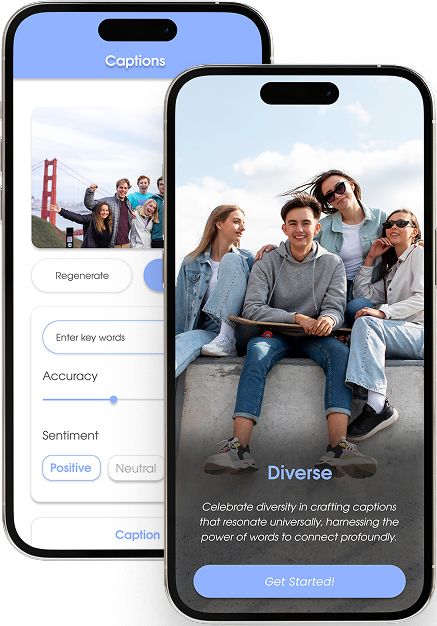 Captions
Regenerate
Enter key words
Accuracy
Sentiment
Positive
Neutral
Caption
Diverse
Celebrate diversity in crafting captions
that resonate universally, harnessing the
power of words to connect profoundly.
Get Started!